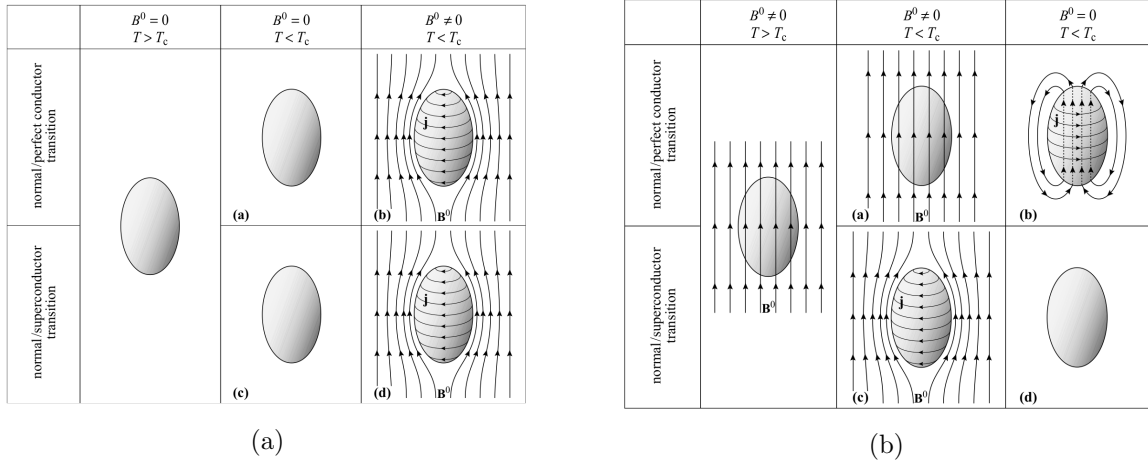 B⁰ = 0
T > Tc
B⁰ = 0
T < Tc
B⁰ ≠ 0
T < Tc
normal/perfect conductor
transition
(a)
j
(b)
B⁰
normal/superconductor
transition
(c)
j
(d)
B⁰
(a)
B⁰ ≠ 0
T > Tc
B⁰ ≠ 0
T < Tc
B⁰ = 0
T < Tc
normal/perfect conductor
transition
B⁰
(a)
B⁰
j
(b)
normal/superconductor
transition
j
(c)
B⁰
(d)
(b)